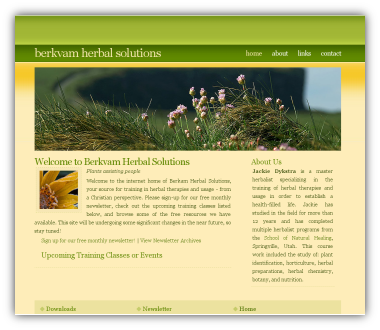 berkvam herbal solutions
home about links contact
Welcome to Berkvam Herbal Solutions
Plants assisting people
Welcome to the internet home of Berkvam Herbal Solutions,
your source for training in herbal therapies and usage - from
a Christian perspective. Please sign-up for our free monthly
newsletter, check out the upcoming training classes listed
below, and browse some of the free resources we have
available. This site will be undergoing some significant changes in the near future, so
stay tuned!
Sign up for our free monthly newsletter! | View Newsletter Archives
Upcoming Training Classes or Events
About Us
Jackie Dykstra is a master
herbalist specializing in the
training of herbal therapies and
usage in order to establish a
health-filled life. Jackie has
studied in the field for more than
12 years and has completed
multiple herbalist programs from
the School of Natural Healing,
Springville, Utah. This course
work included the study of: plant
identification, horticulture, herbal
preparations, herbal chemistry,
botany, and nutrition.
Downloads
Newsletter
Home